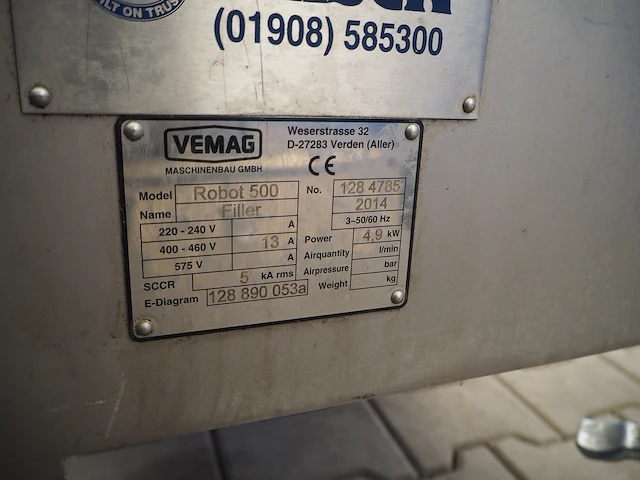 BUILT ON TRUST
(01908) 585300
VEMAG
MASCHINENBAU GMBH
Weserstrasse 32
D-27283 Verden (Aller)
CE
Model Robot 500
Name Filler
No. 128 4785
2014
3~50/60 Hz
220 - 240 V A
400 - 460 V 13 A
575 V A
SCCR 5 kA rms
E-Diagram 128 890 053a
Power 4,9 kW
Airquantity l/min
Airpressure bar
Weight kg